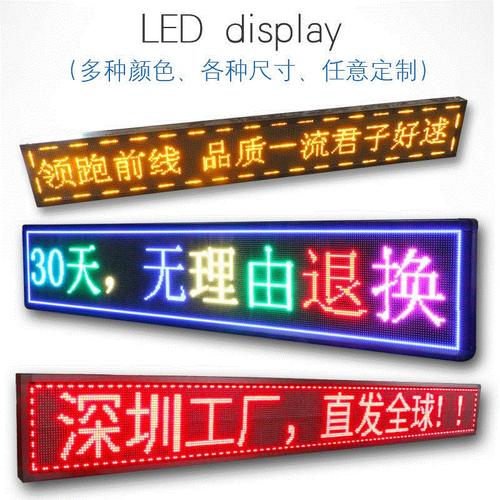 LED display
(多种颜色、各种尺寸、任意定制)
领跑前线 品质一流君子好逑
30天，无理由退换
深圳工厂，直发全球!!